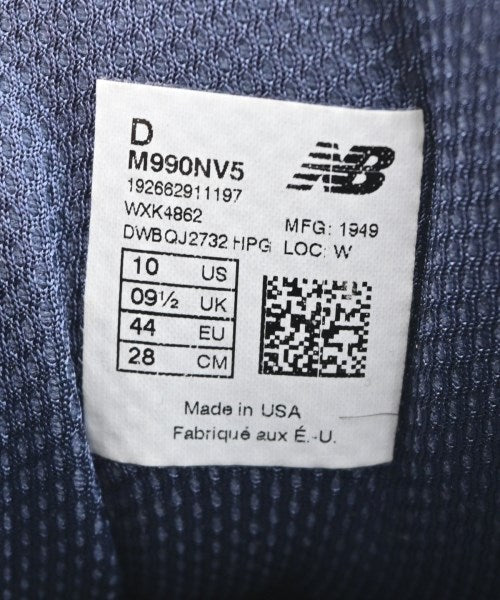 D
NB
M990NV5
192662911197
WXK4862
MFG: 1949
DWBQJ2732 HPG
LOC: W
10 US
09½ UK
44 EU
28 CM
Made in USA
Fabriqué aux É.-U.